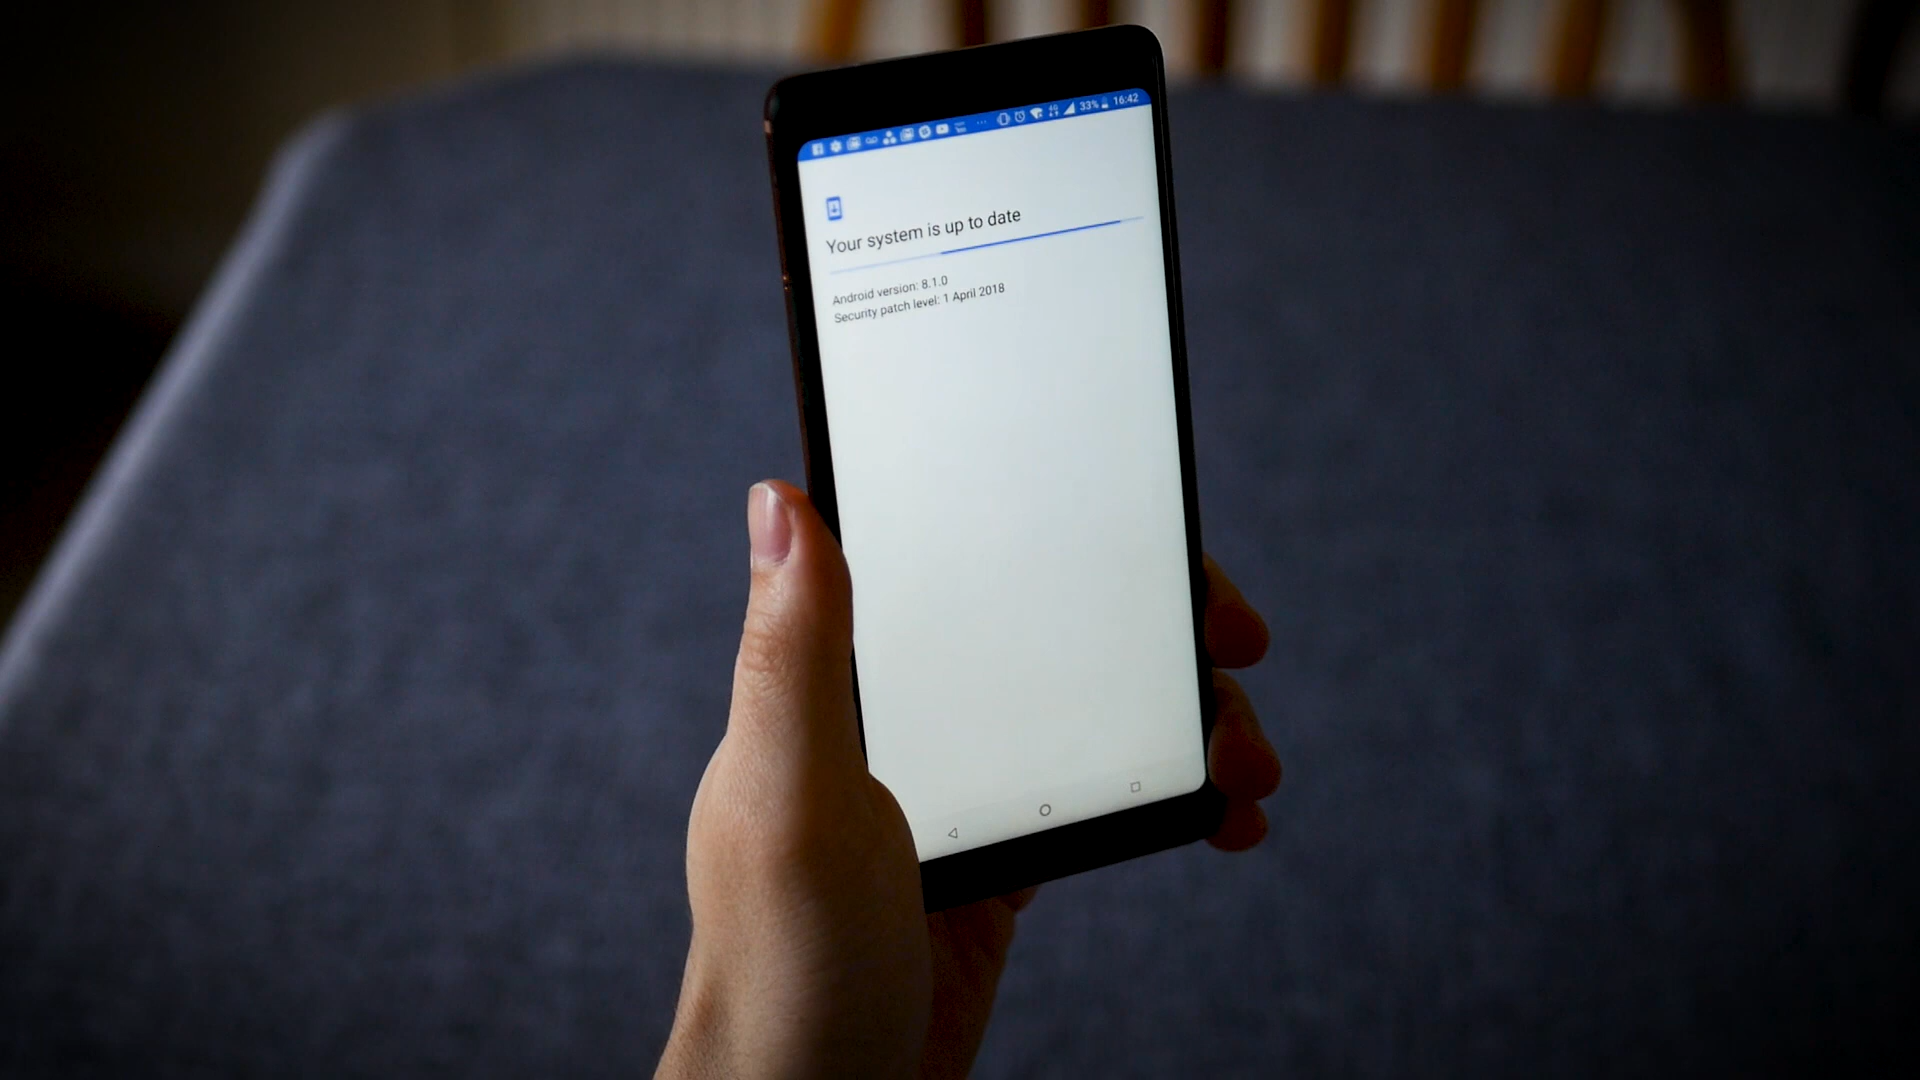 33% 16:42
Your system is up to date
Android version: 8.1.0
Security patch level: 1 April 2018